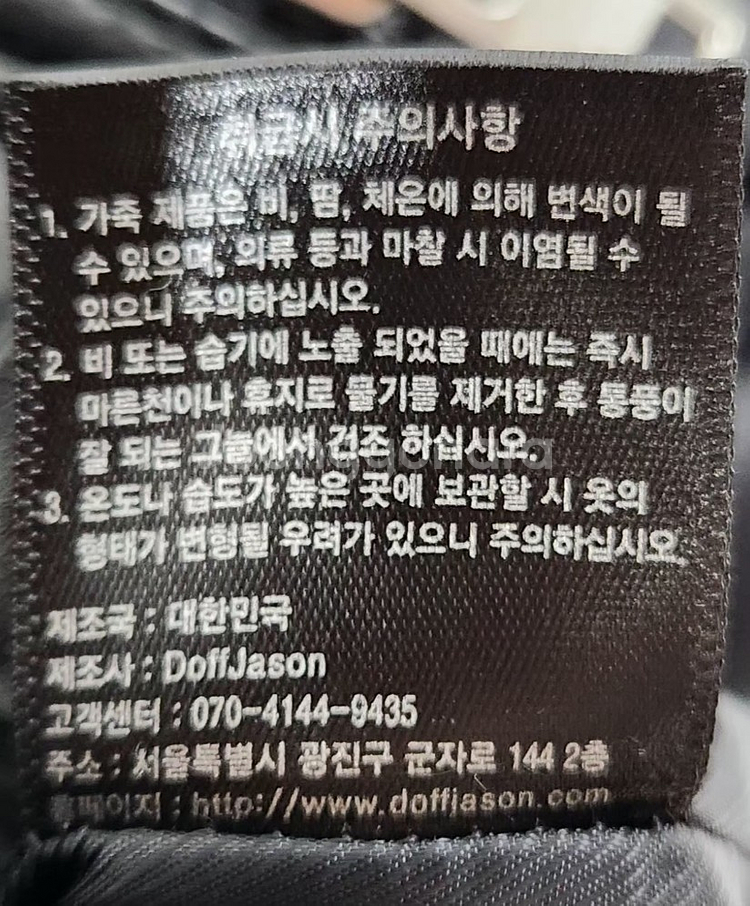 취급시 주의사항
1. 가죽 제품은 비, 땀, 체온에 의해 변색이 될
수 있으며, 의류 등과 마찰 시 이염될 수
있으니 주의하십시오.
2. 비 또는 습기에 노출 되었을 때에는 즉시
마른천이나 휴지로 물기를 제거한 후 통풍이
잘 되는 그늘에서 건조 하십시오.
3. 온도나 습도가 높은 곳에 보관할 시 옷의
형태가 변형될 우려가 있으니 주의하십시오.
제조국 : 대한민국
제조사 : DoffJason
고객센터 : 070-4144-9435
주소 : 서울특별시 광진구 군자로 144 2층
홈페이지 : http://www.doffjason.com